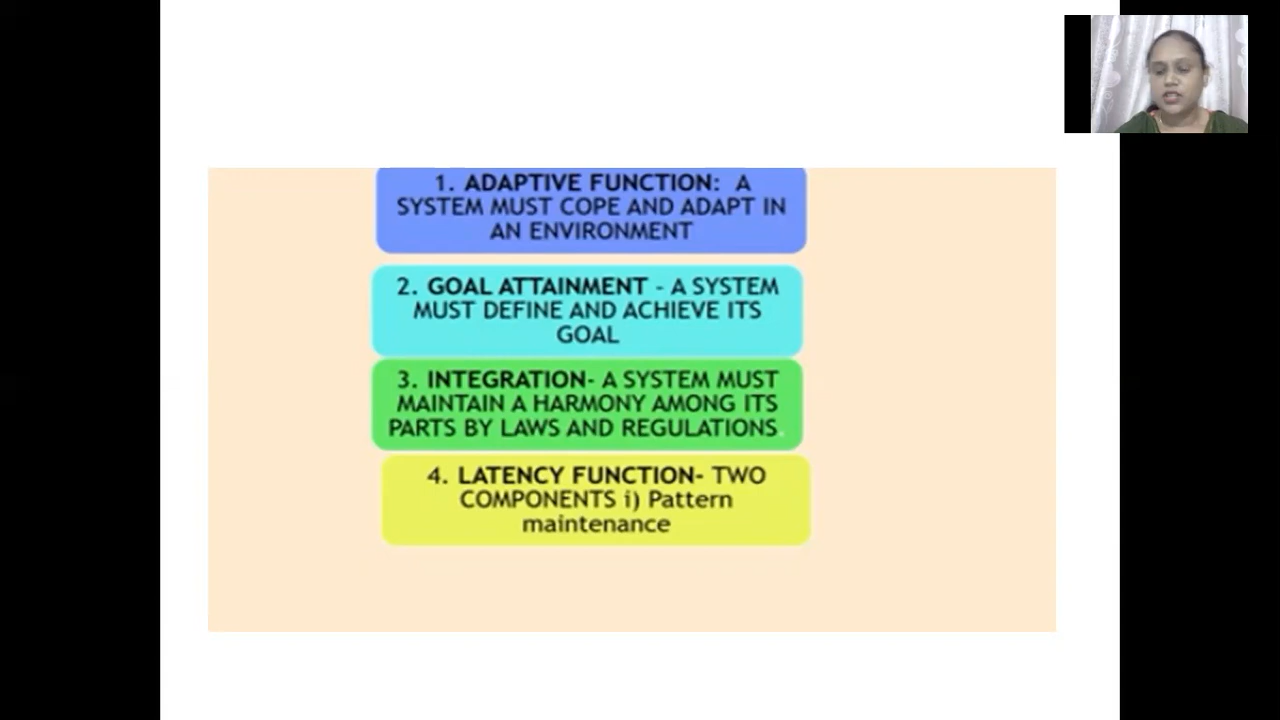 1. ADAPTIVE FUNCTION: A
SYSTEM MUST COPE AND ADAPT IN
AN ENVIRONMENT
2. GOAL ATTAINMENT - A SYSTEM
MUST DEFINE AND ACHIEVE ITS
GOAL
3. INTEGRATION- A SYSTEM MUST
MAINTAIN A HARMONY AMONG ITS
PARTS BY LAWS AND REGULATIONS.
4. LATENCY FUNCTION- TWO
COMPONENTS i) Pattern
maintenance